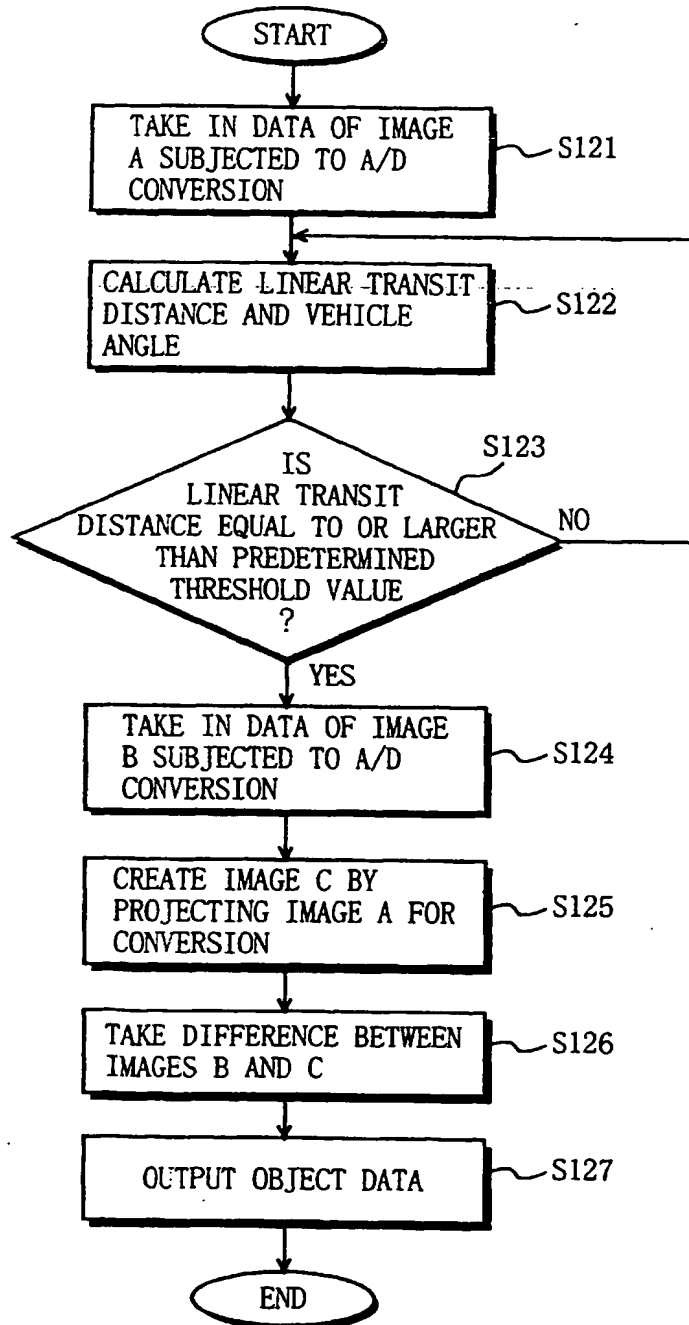 START
TAKE IN DATA OF IMAGE
A SUBJECTED TO A/D
CONVERSION
S121
CALCULATE LINEAR TRANSIT
DISTANCE AND VEHICLE
ANGLE
S122
S123
IS
LINEAR TRANSIT
DISTANCE EQUAL TO OR LARGER
THAN PREDETERMINED
THRESHOLD VALUE
?
NO
YES
TAKE IN DATA OF IMAGE
B SUBJECTED TO A/D
CONVERSION
S124
CREATE IMAGE C BY
PROJECTING IMAGE A FOR
CONVERSION
S125
TAKE DIFFERENCE BETWEEN
IMAGES B AND C
S126
OUTPUT OBJECT DATA
S127
END